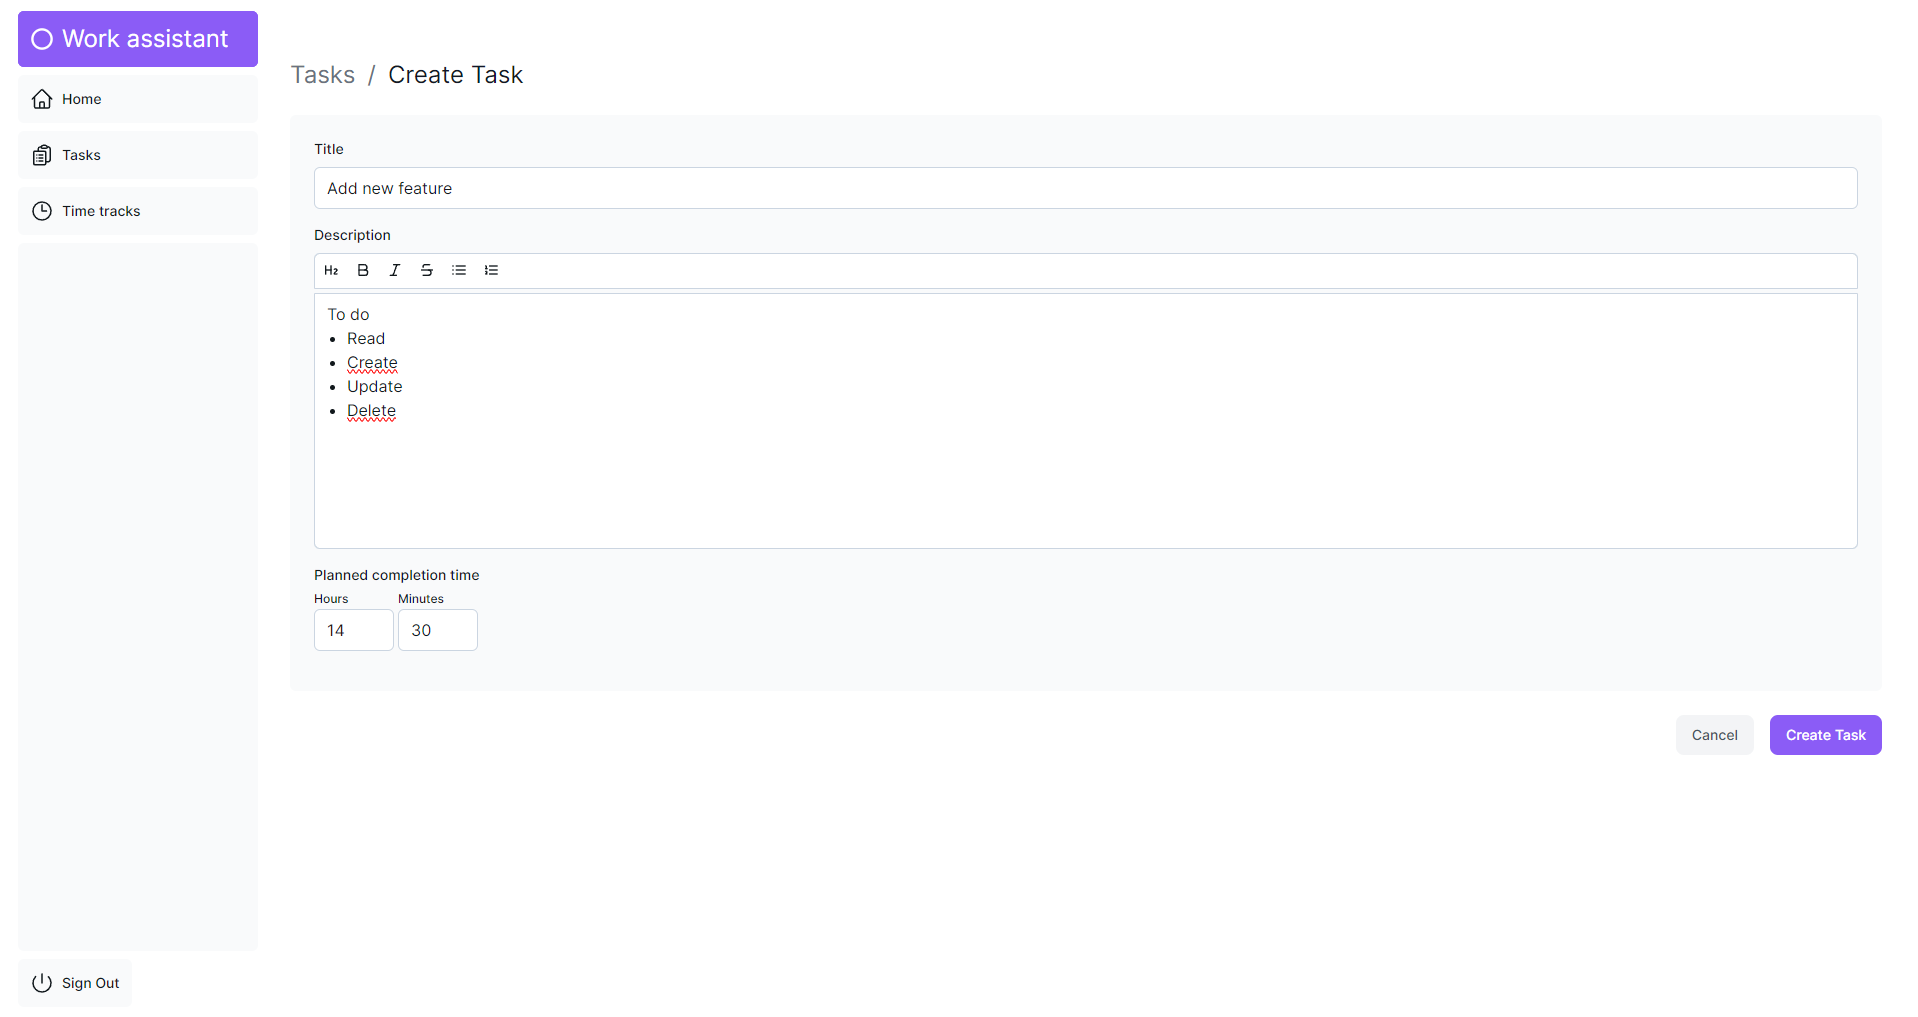 Work assistant
Home
Tasks
Time tracks
Sign Out
Tasks / Create Task
Title
Add new feature
Description
H2 B I S
To do
• Read
• Create
• Update
• Delete
Planned completion time
Hours Minutes
14 30
Cancel Create Task